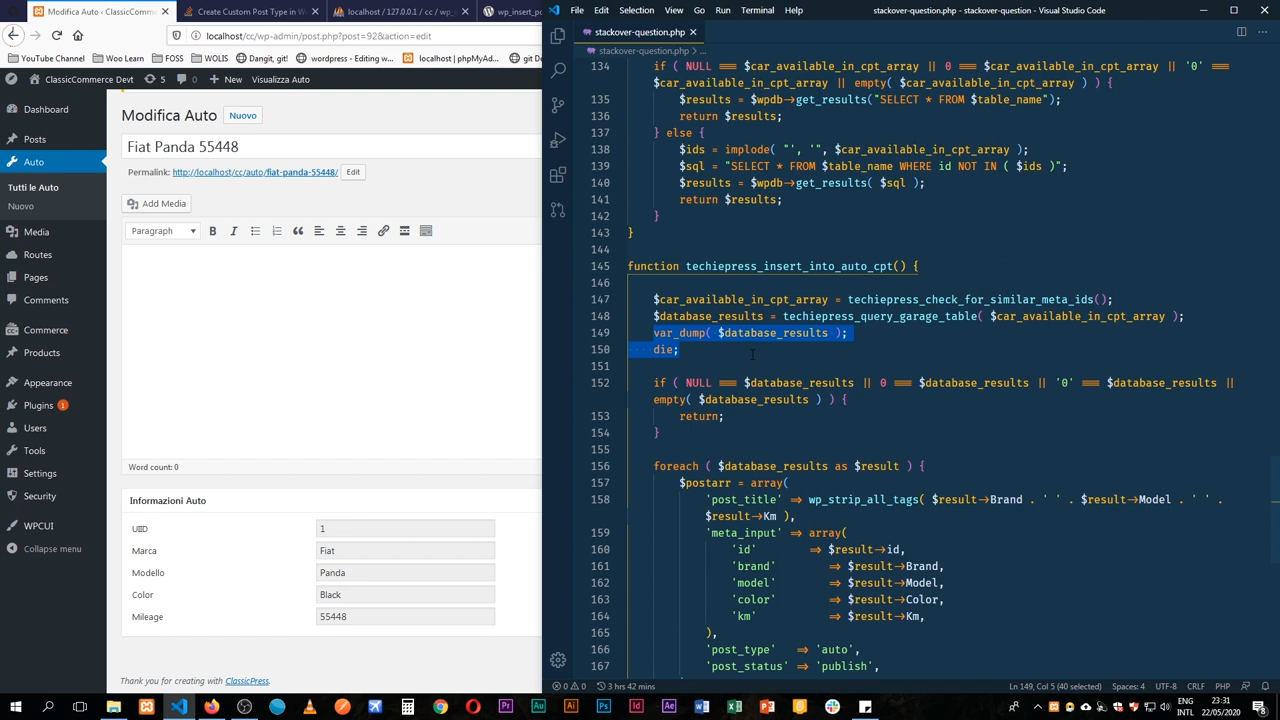 Modifica Auto ‹ ClassicComme
Create Custom Post Type in W
localhost / 127.0.0.1 / cc / wp_
wp_insert_po
localhost/cc/wp-admin/post.php?post=92&action=edit
YouTube Channel
Woo Learn
FOSS
WOLIS
Dangit, git!
wordpress - Editing w...
localhost | phpMyAd...
git Do
ClassicCommerce Devt
5
0
New
Visualizza Auto
Dashboard
Posts
Auto
Tutti le Auto
Nuovo
Media
Routes
Pages
Comments
Commerce
Products
Appearance
Plugins 1
Users
Tools
Settings
Security
WPCUI
Collapse menu
Modifica Auto
Nuovo
Fiat Panda 55448
Permalink: http://localhost/cc/auto/fiat-panda-55448/ Edit
Add Media
Paragraph
B I
Word count: 0
Informazioni Auto
UIID 1
Marca Fiat
Modello Panda
Color Black
Mileage 55448
Thank you for creating with ClassicPress.
File Edit Selection View Go Run Terminal Help
stackover-question.php - stackover-question - Visual Studio Code
stackover-question.php
stackover-question.php > ...
134 if ( NULL === $car_available_in_cpt_array || 0 === $car_available_in_cpt_array || '0' ===
$car_available_in_cpt_array || empty( $car_available_in_cpt_array ) ) {
135 $results = $wpdb->get_results("SELECT * FROM $table_name");
136 return $results;
137 } else {
138 $ids = implode( "', '", $car_available_in_cpt_array );
139 $sql = "SELECT * FROM $table_name WHERE id NOT IN ( $ids )";
140 $results = $wpdb->get_results( $sql );
141 return $results;
142 }
143 }
144
145 function techiepress_insert_into_auto_cpt() {
146
147 $car_available_in_cpt_array = techiepress_check_for_similar_meta_ids();
148 $database_results = techiepress_query_garage_table( $car_available_in_cpt_array );
149 var_dump( $database_results );
150 die;
151
152 if ( NULL === $database_results || 0 === $database_results || '0' === $database_results ||
empty( $database_results ) ) {
153 return;
154 }
155
156 foreach ( $database_results as $result ) {
157 $postarr = array(
158 'post_title' => wp_strip_all_tags( $result->Brand . ' ' . $result->Model . ' ' .
$result->Km ),
159 'meta_input' => array(
160 'id' => $result->id,
161 'brand' => $result->Brand,
162 'model' => $result->Model,
163 'color' => $result->Color,
164 'km' => $result->Km,
165 ),
166 'post_type' => 'auto',
167 'post_status' => 'publish',
0 0 3 hrs 42 mins
Ln 149, Col 5 (40 selected) Spaces: 4 UTF-8 CRLF PHP
ENG
INTL
23:31
22/05/2020